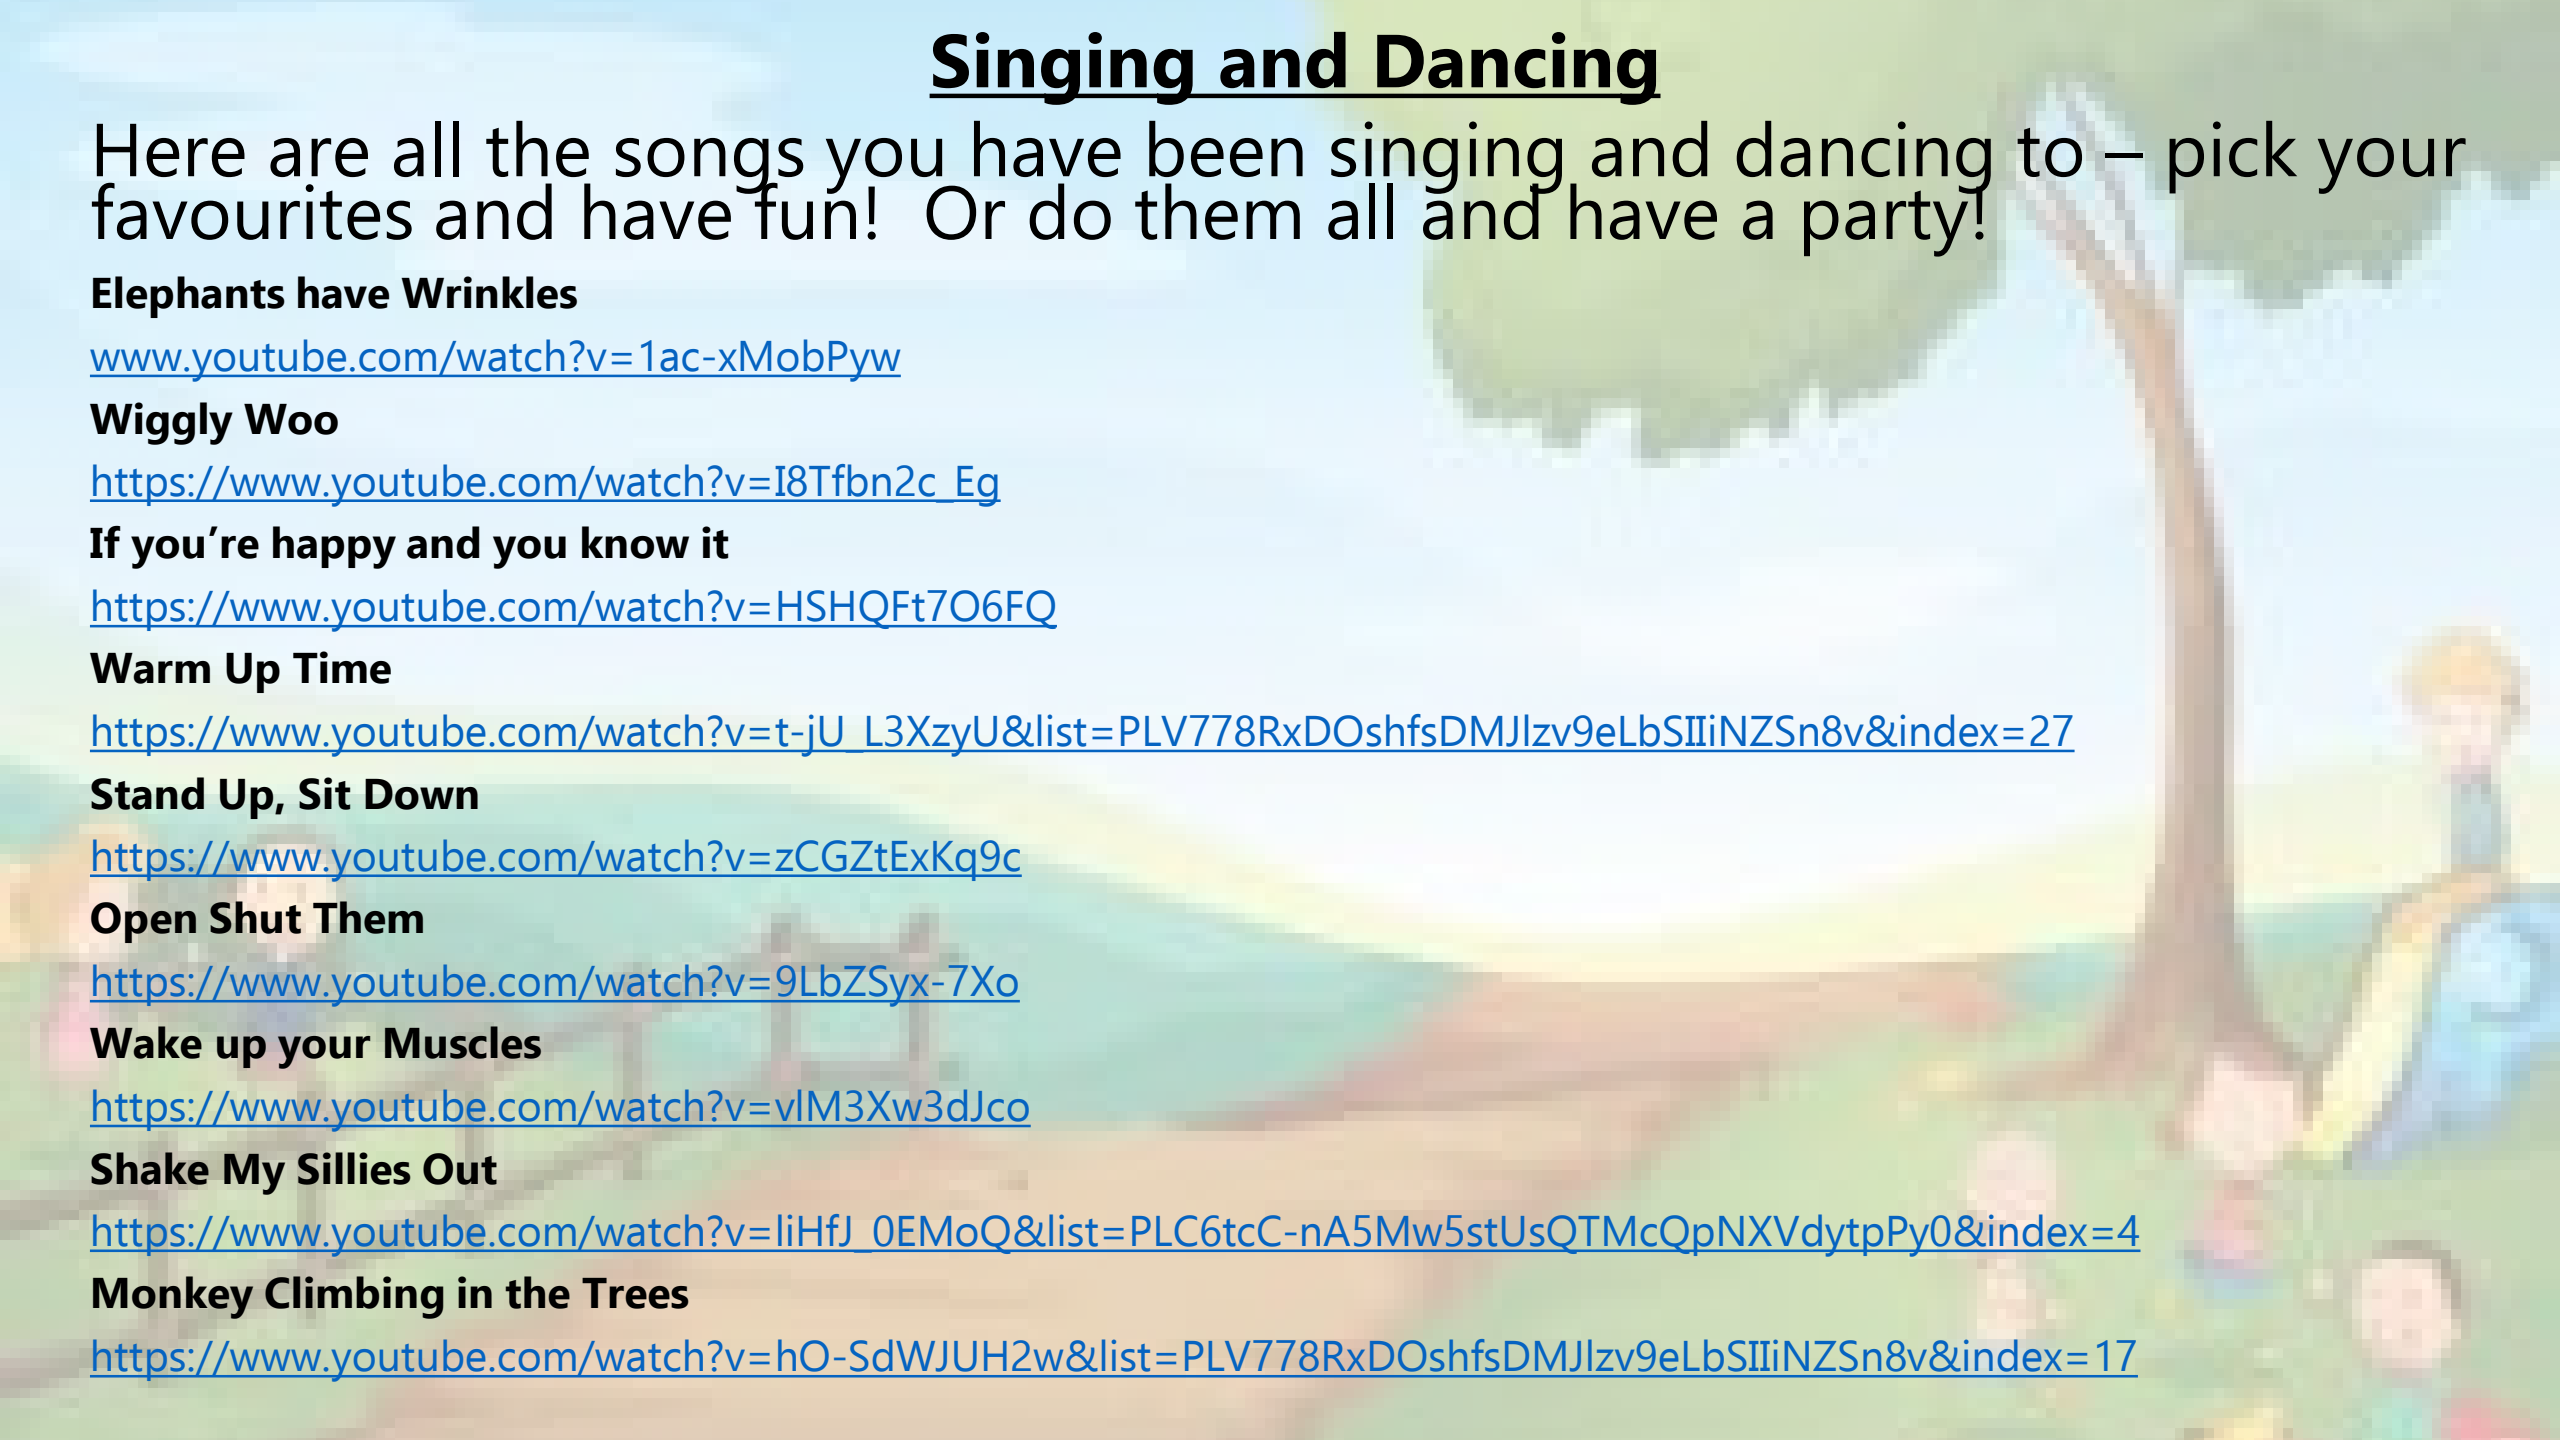 Singing and Dancing
Here are all the songs you have been singing and dancing to – pick your
favourites and have fun!  Or do them all and have a party!
Elephants have Wrinkles
www.youtube.com/watch?v=1ac-xMobPyw
Wiggly Woo
https://www.youtube.com/watch?v=I8Tfbn2c_Eg
If you’re happy and you know it
https://www.youtube.com/watch?v=HSHQFt7O6FQ
Warm Up Time
https://www.youtube.com/watch?v=t-jU_L3XzyU&list=PLV778RxDOshfsDMJlzv9eLbSIIiNZSn8v&index=27
Stand Up, Sit Down
https://www.youtube.com/watch?v=zCGZtExKq9c
Open Shut Them
https://www.youtube.com/watch?v=9LbZSyx-7Xo
Wake up your Muscles
https://www.youtube.com/watch?v=vlM3Xw3dJco
Shake My Sillies Out
https://www.youtube.com/watch?v=liHfJ_0EMoQ&list=PLC6tcC-nA5Mw5stUsQTMcQpNXVdytpPy0&index=4
Monkey Climbing in the Trees
https://www.youtube.com/watch?v=hO-SdWJUH2w&list=PLV778RxDOshfsDMJlzv9eLbSIIiNZSn8v&index=17